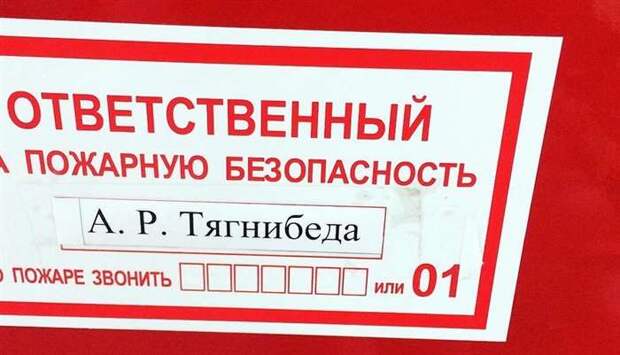 ОТВЕТСТВЕННЫЙ
А ПОЖАРНУЮ БЕЗОПАСНОСТЬ
А. Р. Тягнибеда
О ПОЖАРЕ ЗВОНИТЬ или 01